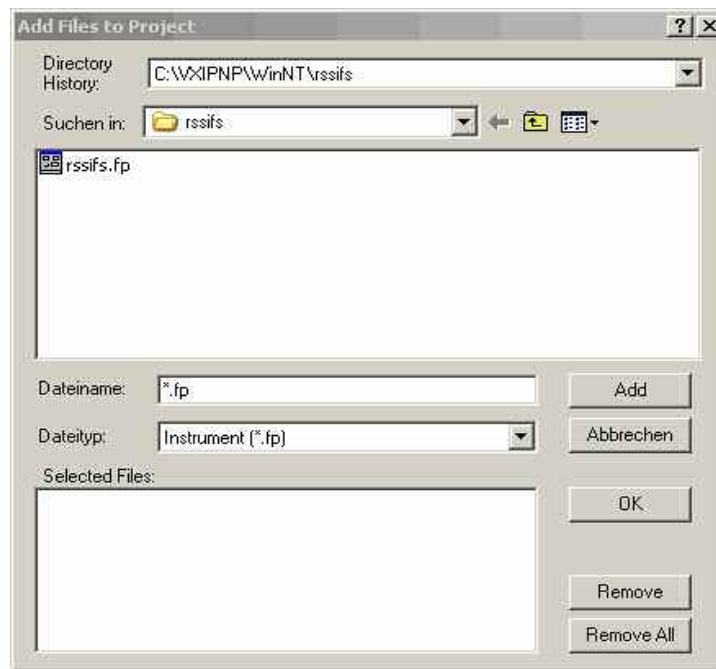 Add Files to Project
Directory
History:
C:\VXIPNP\WinNT\rssifs
Suchen in:
rssifs
rssifs.fp
Dateiname:
*.fp
Add
Dateityp:
Instrument (*.fp)
Abbrechen
Selected Files:
OK
Remove
Remove All